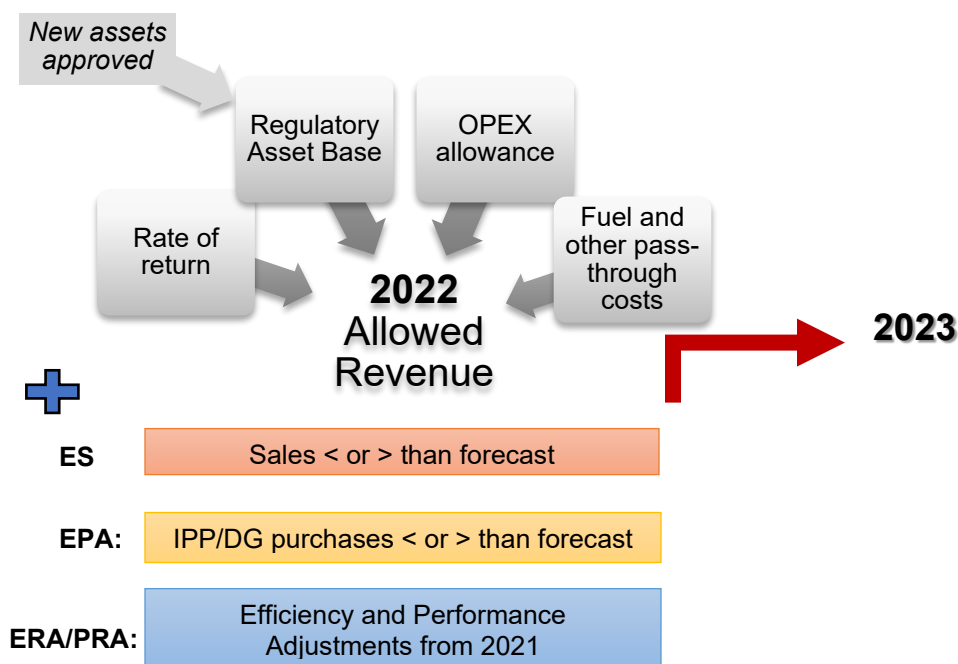 New assets
approved
Regulatory
Asset Base
OPEX
allowance
Rate of
return
Fuel and
other pass-
through
costs
2022
Allowed
Revenue
2023
ES
Sales < or > than forecast
EPA:
IPP/DG purchases < or > than forecast
ERA/PRA:
Efficiency and Performance
Adjustments from 2021